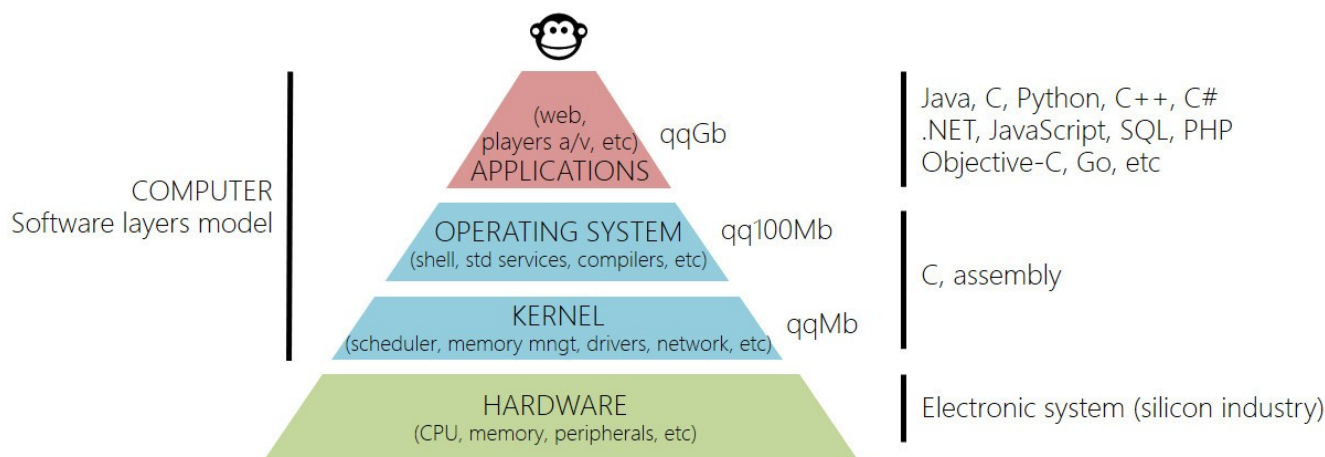 COMPUTER
Software layers model
(web,
players a/v, etc)
APPLICATIONS
qqGb
OPERATING SYSTEM
(shell, std services, compilers, etc)
qq100Mb
KERNEL
(scheduler, memory mngt, drivers, network, etc)
qqMb
HARDWARE
(CPU, memory, peripherals, etc)
Java, C, Python, C++, C#
.NET, JavaScript, SQL, PHP
Objective-C, Go, etc
C, assembly
Electronic system (silicon industry)